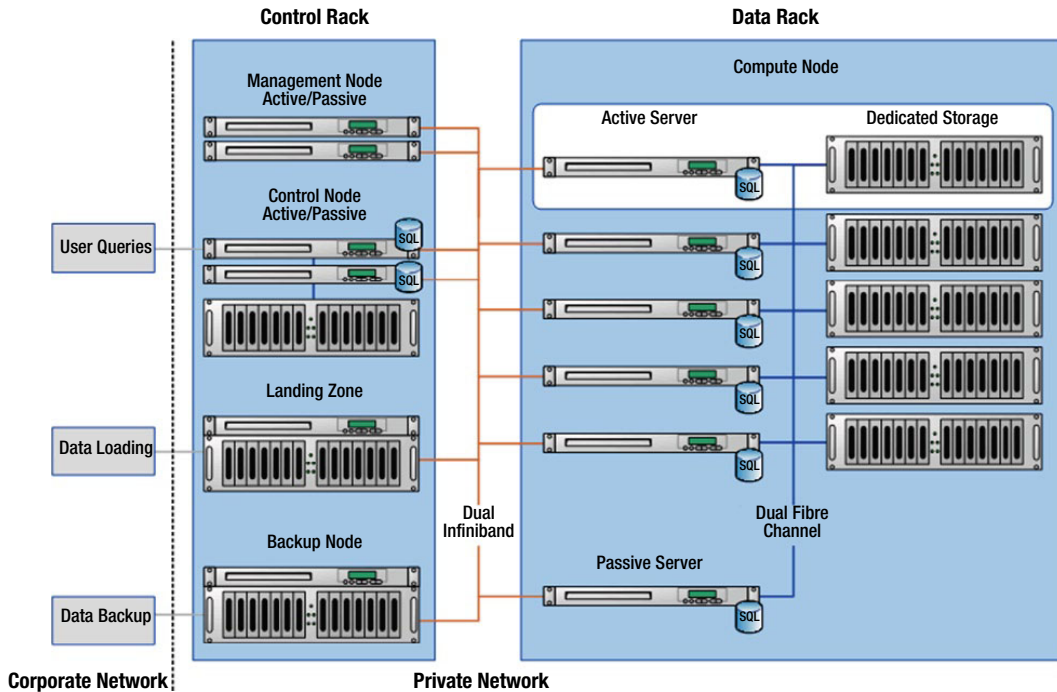 Control Rack
Data Rack
Management Node
Active/Passive
Compute Node
Active Server
Dedicated Storage
SQL
Control Node
Active/Passive
User Queries
SQL
SQL
SQL
SQL
Landing Zone
SQL
Data Loading
SQL
Dual
Infiniband
Dual Fibre
Channel
Backup Node
Passive Server
Data Backup
SQL
Corporate Network
Private Network